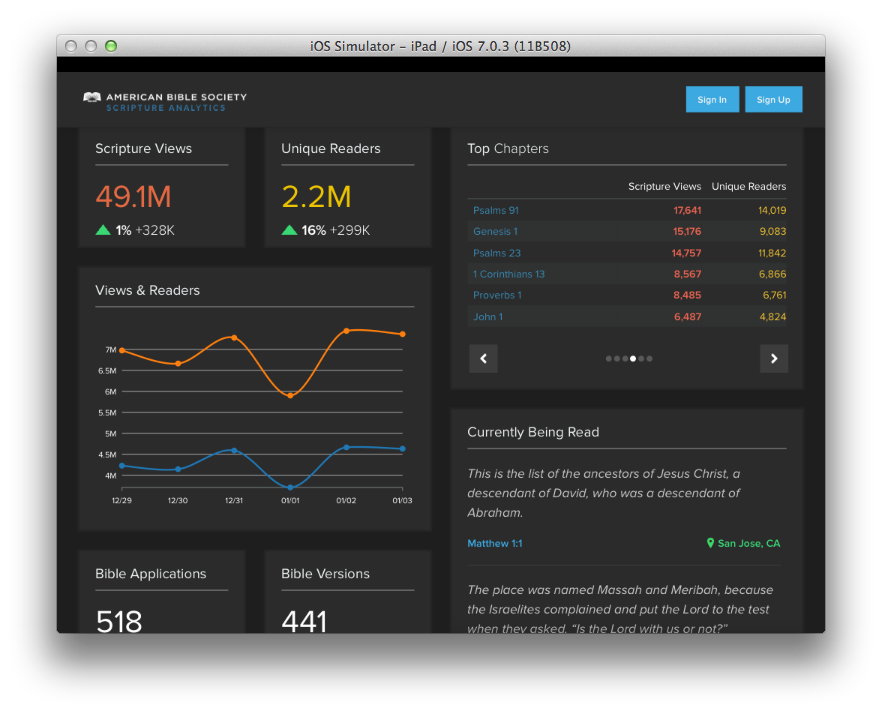 iOS Simulator – iPad / iOS 7.0.3 (11B508)
AMERICAN BIBLE SOCIETY
SCRIPTURE ANALYTICS
Sign In
Sign Up
Scripture Views
49.1M
1% +328K
Unique Readers
2.2M
16% +299K
Views & Readers
7M
6.5M
6M
5.5M
5M
4.5M
4M
12/29 12/30 12/31 01/01 01/02 01/03
Bible Applications
518
Bible Versions
441
Top Chapters
Scripture Views Unique Readers
Psalms 91 17,641 14,019
Genesis 1 15,176 9,083
Psalms 23 14,757 11,842
1 Corinthians 13 8,567 6,866
Proverbs 1 8,485 6,761
John 1 6,487 4,824
Currently Being Read
This is the list of the ancestors of Jesus Christ, a
descendant of David, who was a descendant of
Abraham.
Matthew 1:1 San Jose, CA
The place was named Massah and Meribah, because
the Israelites complained and put the Lord to the test
when they asked, “Is the Lord with us or not?”